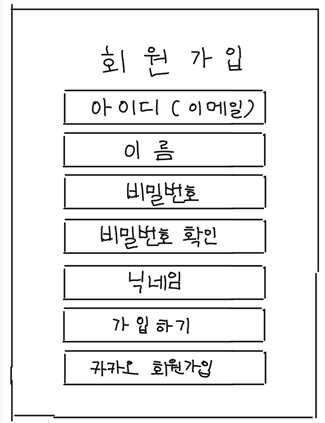 회원가입
아이디 (이메일)
이름
비밀번호
비밀번호 확인
닉네임
가입하기
카카오 회원가입